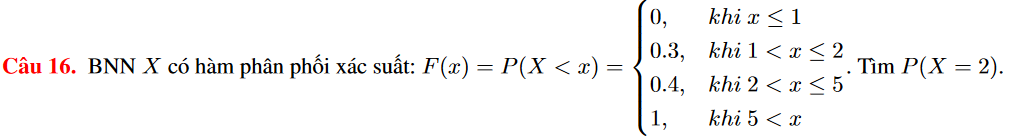 Câu 16. BNN X có hàm phân phối xác suất: F(x) = P(X < x) = { 0, khi x ≤ 1
0.3, khi 1 < x ≤ 2
0.4, khi 2 < x ≤ 5
1, khi 5 < x
. Tìm P(X = 2).